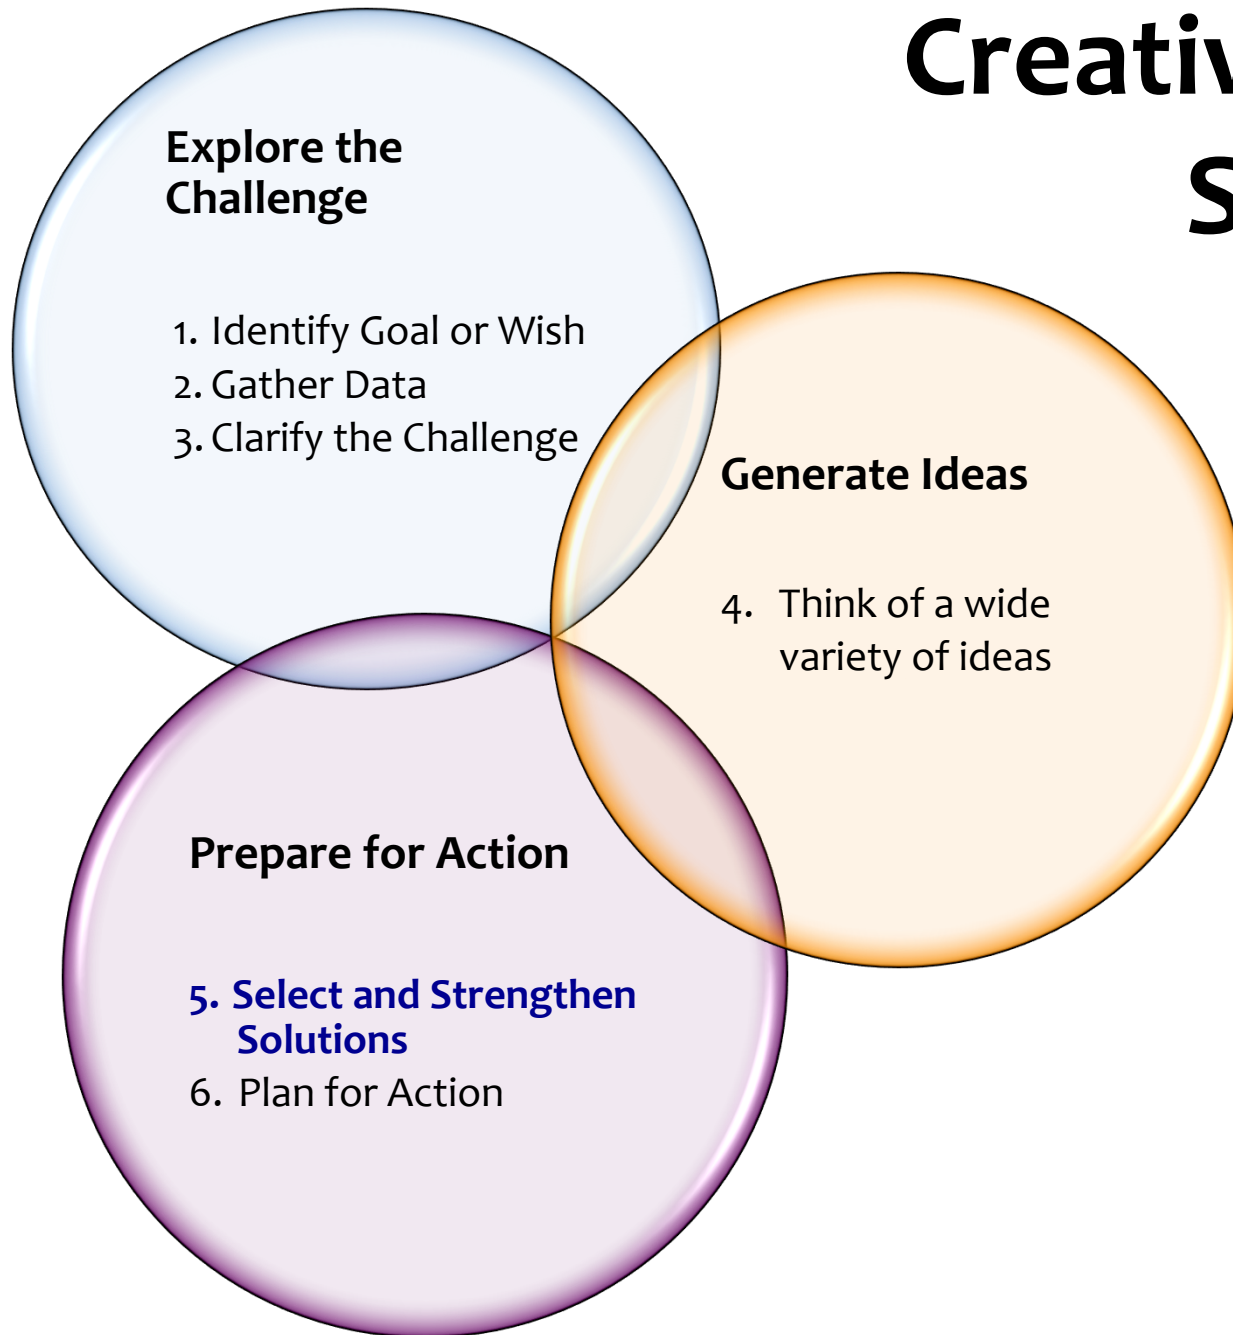 Explore the
Challenge
1. Identify Goal or Wish
2. Gather Data
3. Clarify the Challenge
Generate Ideas
4. Think of a wide
variety of ideas
Prepare for Action
5. Select and Strengthen
Solutions
6. Plan for Action